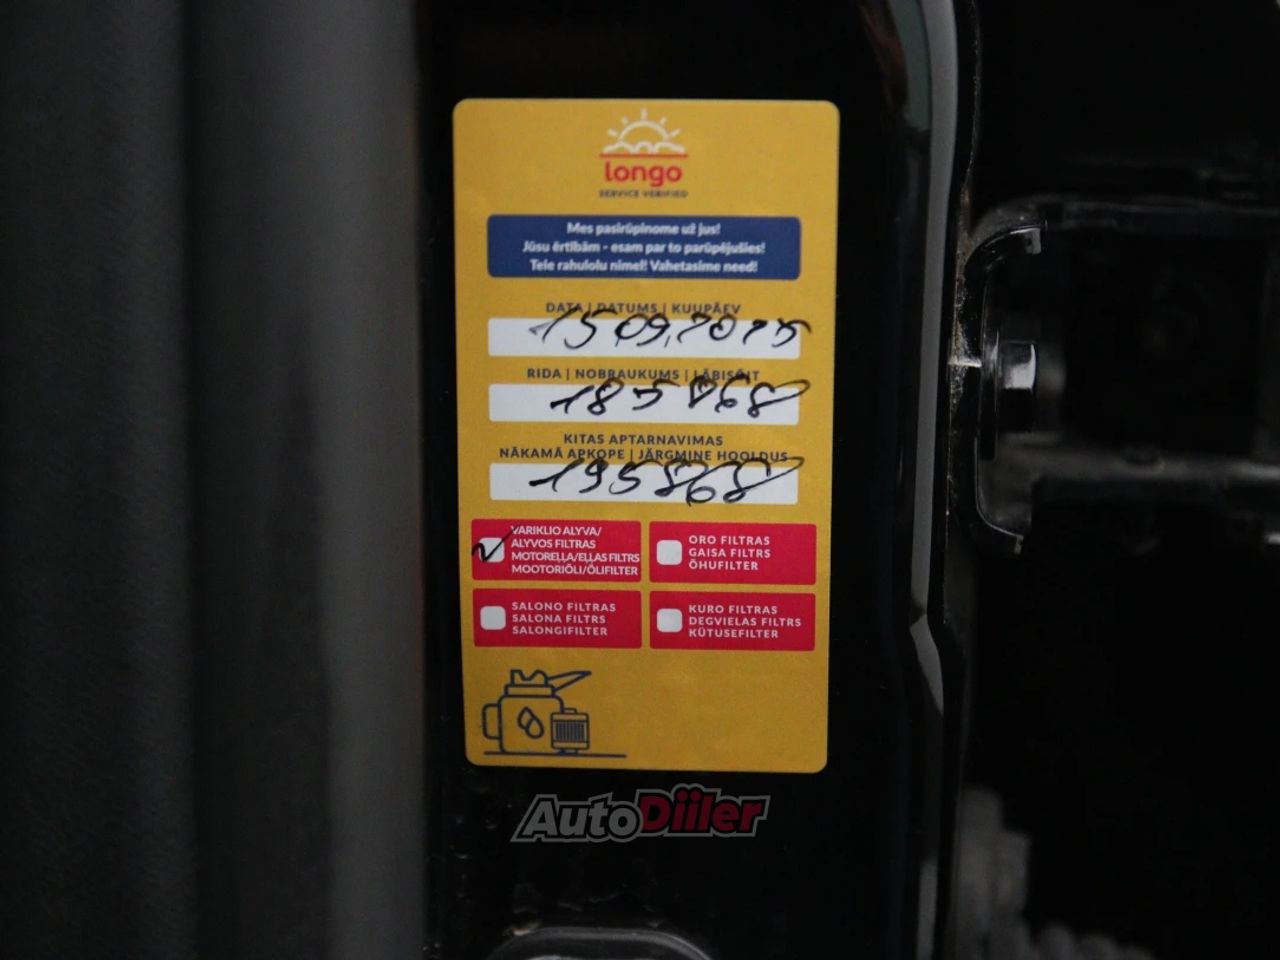 longo
SERVICE VERIFIED
Mes pasirūpinome už jus!
Jūsu ērtībām - esam par to parūpējušies!
Teie rahulolu nimel! Vahetasime need!
DATA | DATUMS | KUUPÄEV
15.09.2025
RIDA | NOBRAUKUMS | LÄBISÕIT
185868
KITAS APTARNAVIMAS
NĀKAMĀ APKOPE | JÄRGMINE HOOLDUS
195868
VARIKLIO ALYVA/
ALYVOS FILTRAS
MOTOREĻĻA/EĻĻAS FILTRS
MOOTORIÕLI/ÕLIFILTER
ORO FILTRAS
GAISA FILTRS
ÕHUFILTER
SALONO FILTRAS
SALONA FILTRS
SALONGIFILTER
KURO FILTRAS
DEGVIELAS FILTRS
KÜTUSEFILTER
AutoDiiler